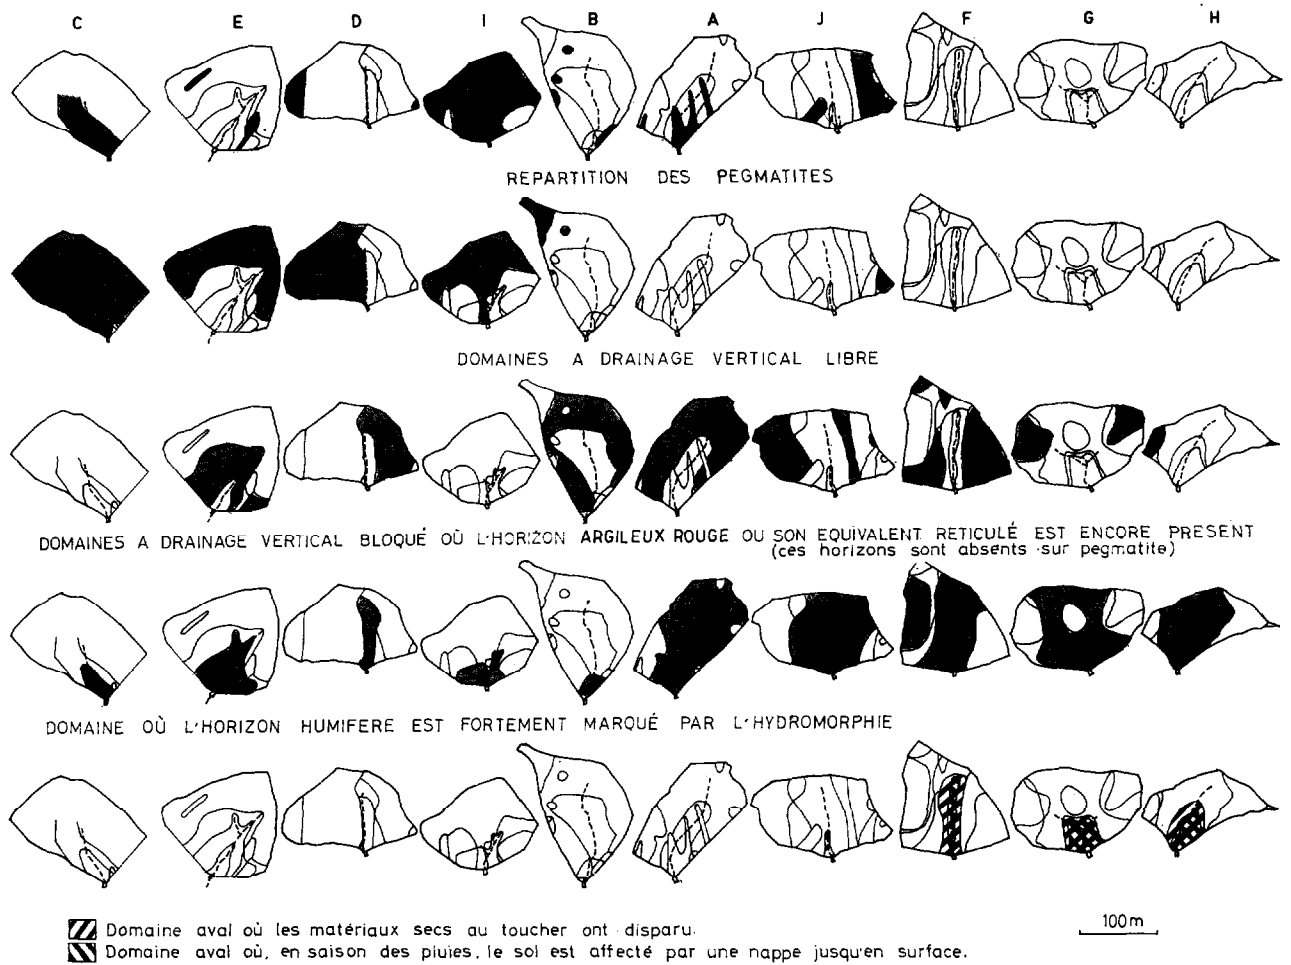 C E D I B A J F G H
REPARTITION DES PEGMATITES
DOMAINES A DRAINAGE VERTICAL LIBRE
DOMAINES A DRAINAGE VERTICAL BLOQUÉ OÙ L'HORIZON ARGILEUX ROUGE OU SON EQUIVALENT RETICULÉ EST ENCORE PRESENT
(ces horizons sont absents sur pegmatite)
DOMAINE OÙ L'HORIZON HUMIFERE EST FORTEMENT MARQUÉ PAR L'HYDROMORPHIE
100m
Domaine aval où les matériaux secs au toucher ont disparu.
Domaine aval où, en saison des pluies, le sol est affecté par une nappe jusqu'en surface.